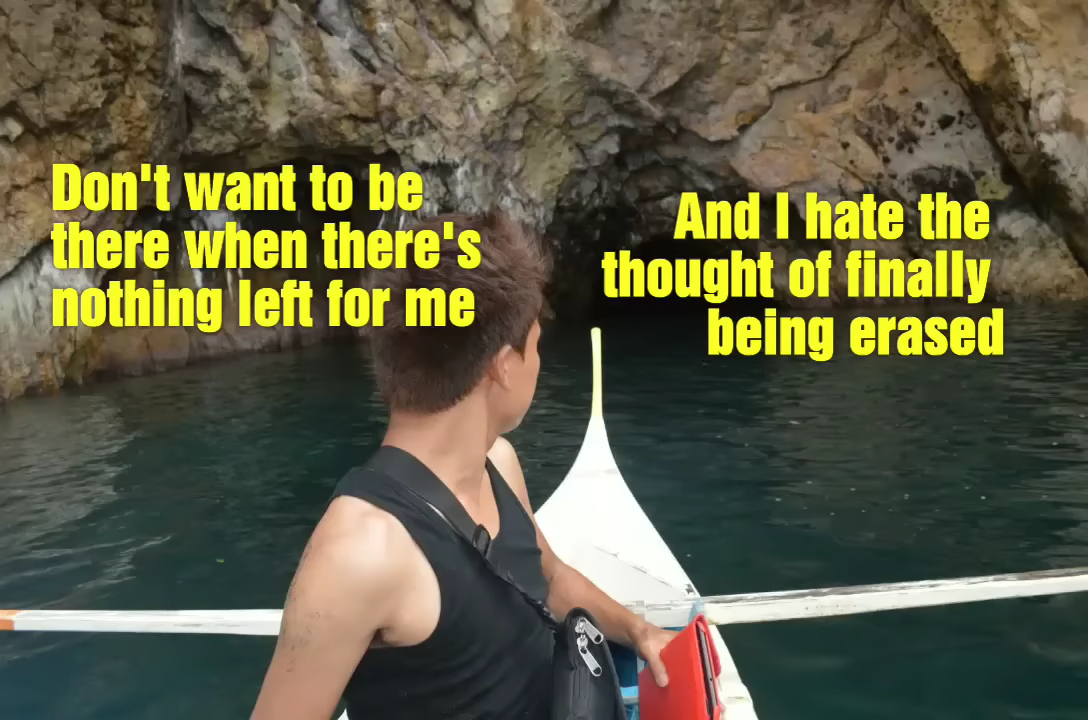 Don't want to be
there when there's
nothing left for me
And I hate the
thought of finally
being erased